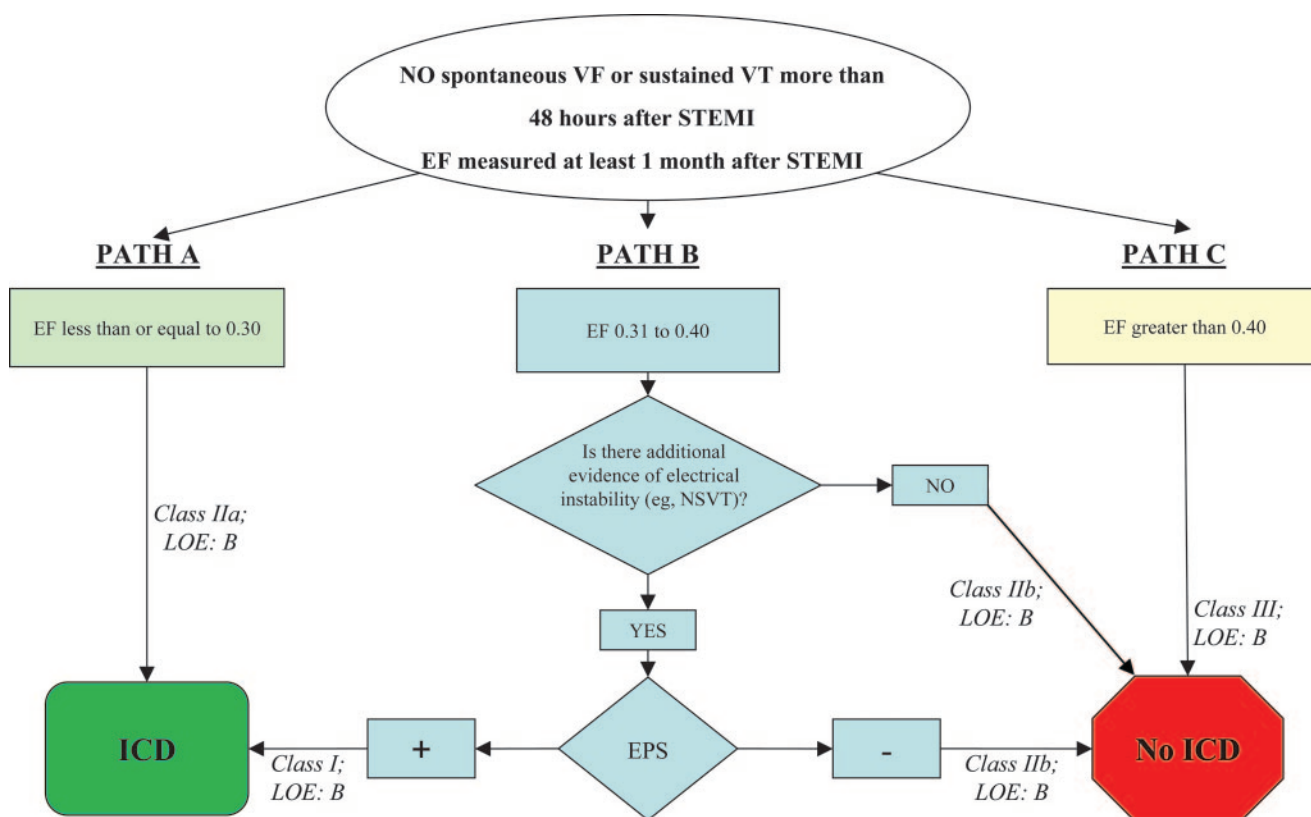 NO spontaneous VF or sustained VT more than
48 hours after STEMI
EF measured at least 1 month after STEMI
PATH A
PATH B
PATH C
EF less than or equal to 0.30
EF 0.31 to 0.40
EF greater than 0.40
Is there additional
evidence of electrical
instability (eg, NSVT)?
NO
Class IIa;
LOE: B
Class IIb;
LOE: B
Class III;
LOE: B
YES
ICD
+
EPS
-
No ICD
Class I;
LOE: B
Class IIb;
LOE: B